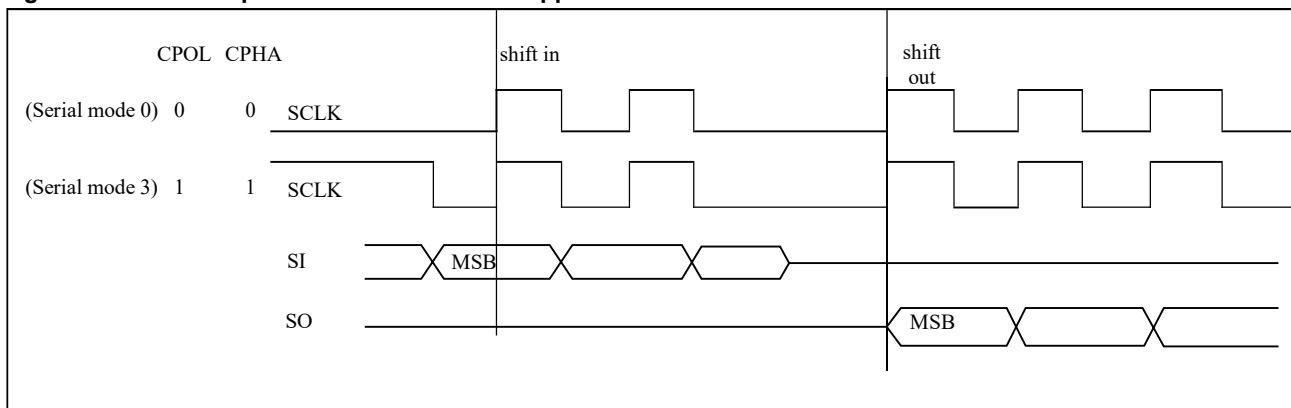 CPOL CPHA shift in shift
out
(Serial mode 0) 0 0 SCLK
(Serial mode 3) 1 1 SCLK
SI MSB
SO MSB